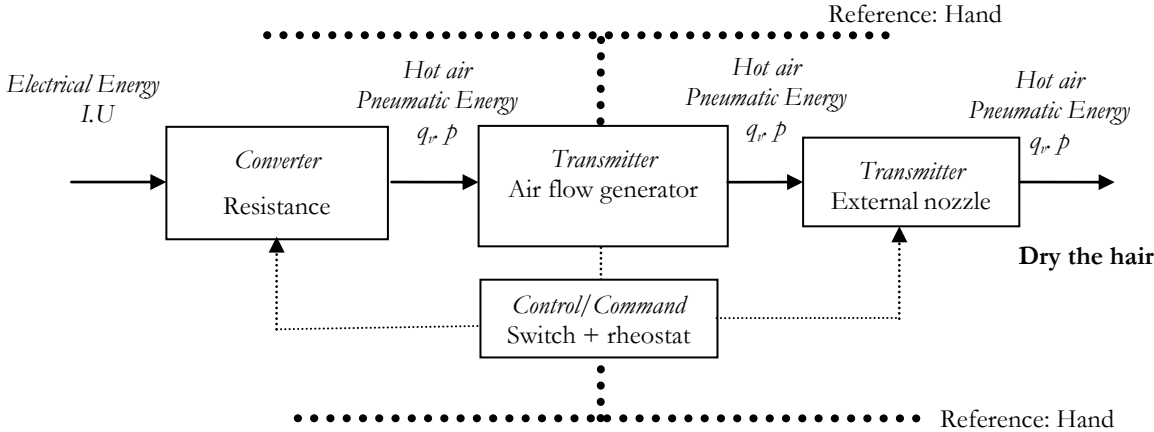 Reference: Hand
Electrical Energy
I.U
Hot air
Pneumatic Energy
qᵥ. p
Hot air
Pneumatic Energy
qᵥ. p
Hot air
Pneumatic Energy
qᵥ. p
Converter
Resistance
Transmitter
Air flow generator
Transmitter
External nozzle
Dry the hair
Control/Command
Switch + rheostat
Reference: Hand